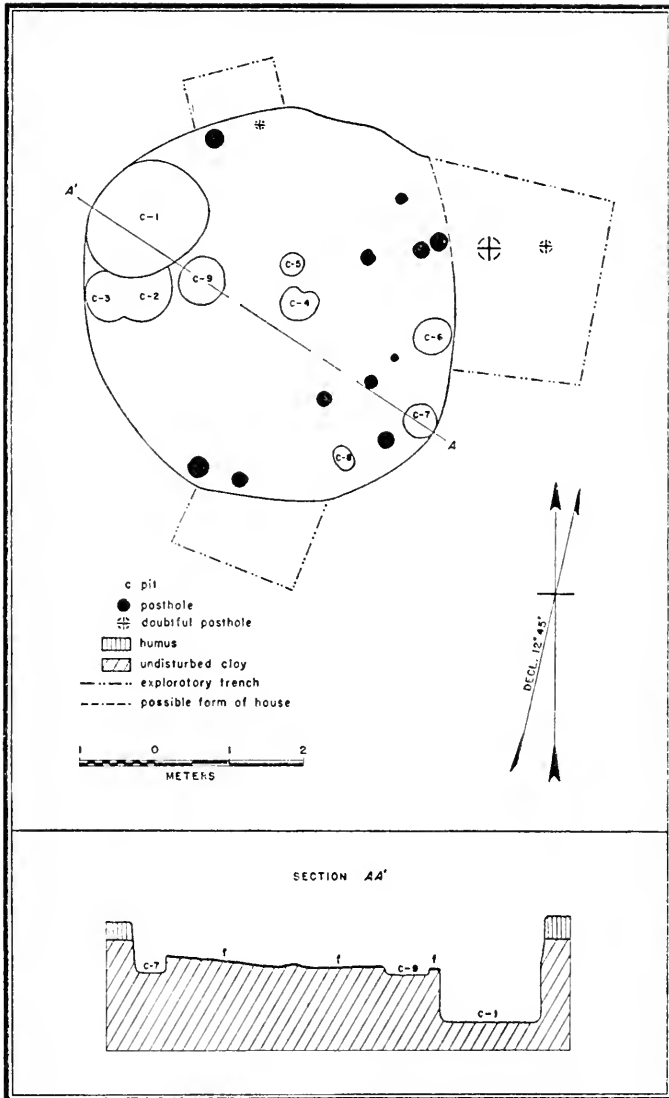 A'
C-1
C-5
C-9
C-3
C-2
C-4
C-6
C-7
A
C-8
c pit
posthole
doubtful posthole
humus
undisturbed clay
exploratory trench
possible form of house
1 0 1 2
METERS
DECL. 12° 45'
SECTION AA'
f f f
C-7 C-9
C-1